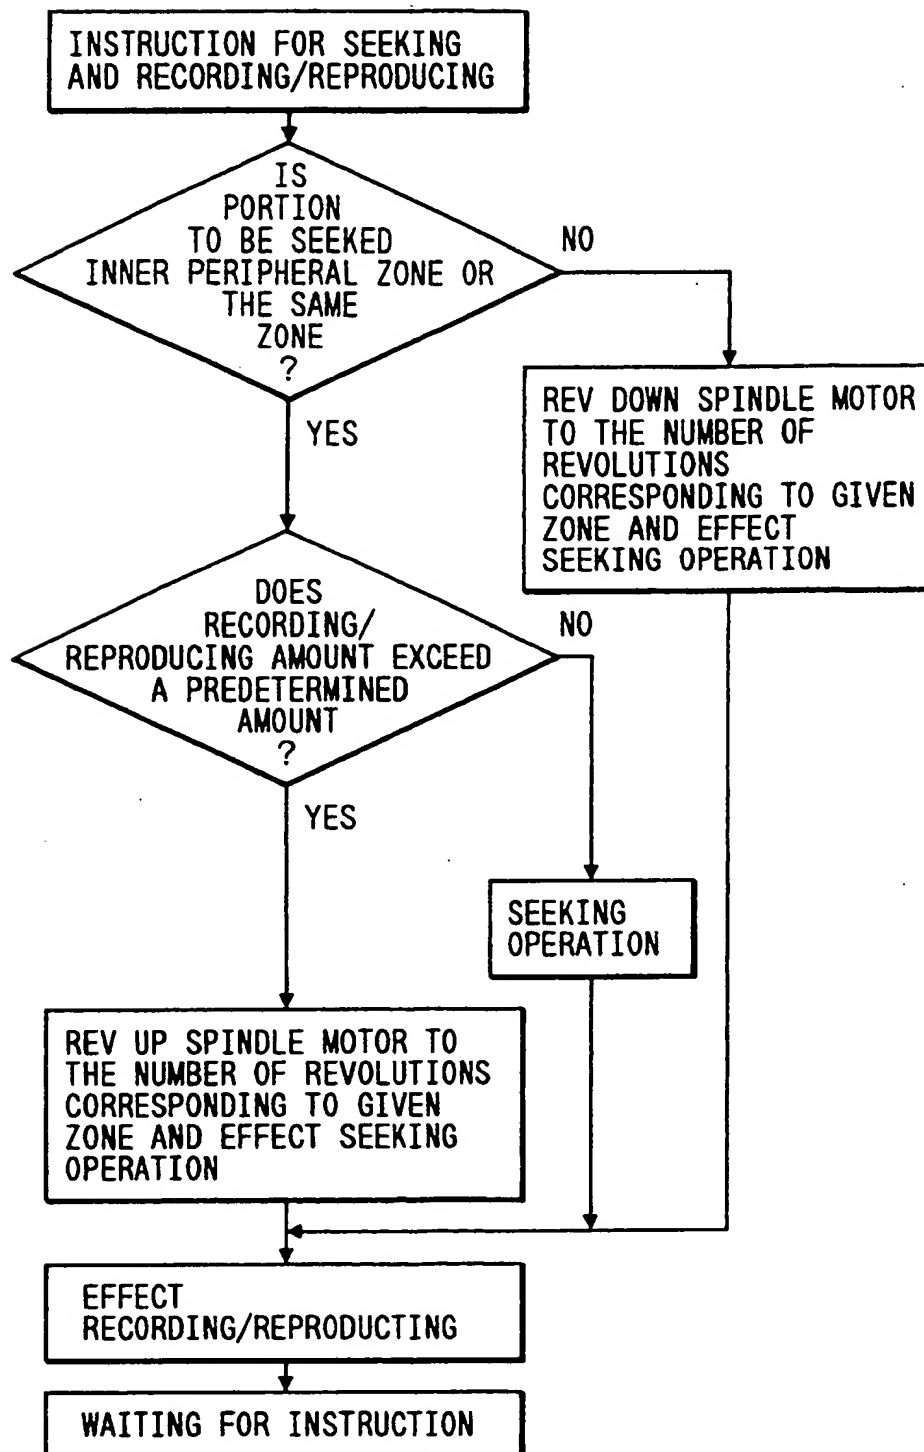 INSTRUCTION FOR SEEKING
AND RECORDING/REPRODUCING
IS
PORTION
TO BE SEEKED
INNER PERIPHERAL ZONE OR
THE SAME
ZONE
?
NO
YES
REV DOWN SPINDLE MOTOR
TO THE NUMBER OF
REVOLUTIONS
CORRESPONDING TO GIVEN
ZONE AND EFFECT
SEEKING OPERATION
DOES
RECORDING/
REPRODUCING AMOUNT EXCEED
A PREDETERMINED
AMOUNT
?
NO
YES
SEEKING
OPERATION
REV UP SPINDLE MOTOR TO
THE NUMBER OF REVOLUTIONS
CORRESPONDING TO GIVEN
ZONE AND EFFECT SEEKING
OPERATION
EFFECT
RECORDING/REPRODUCTING
WAITING FOR INSTRUCTION